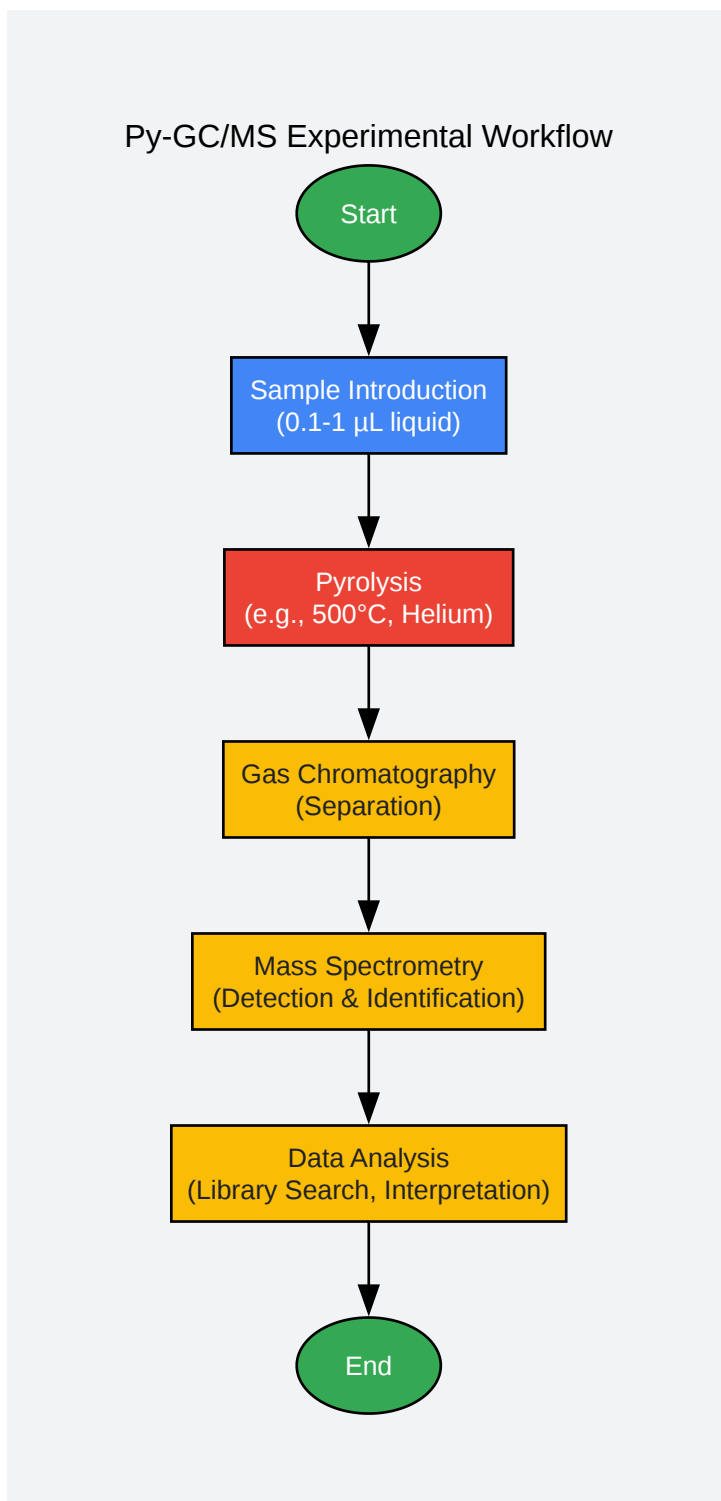 Py-GC/MS Experimental Workflow
Start
Sample Introduction
(0.1-1 µL liquid)
Pyrolysis
(e.g., 500°C, Helium)
Gas Chromatography
(Separation)
Mass Spectrometry
(Detection & Identification)
Data Analysis
(Library Search, Interpretation)
End